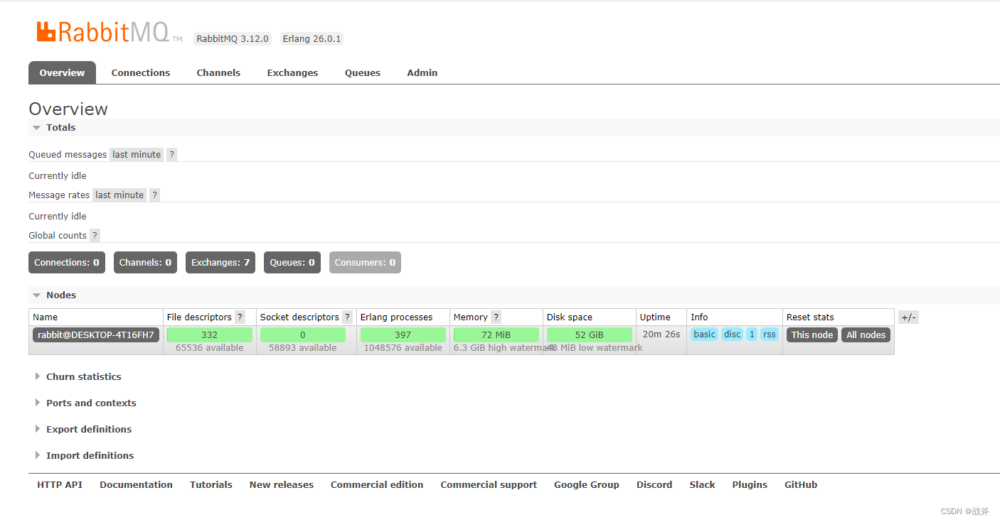 RabbitMQ TM RabbitMQ 3.12.0 Erlang 26.0.1
Overview Connections Channels Exchanges Queues Admin
Overview
Totals
Queued messages last minute ?
Currently idle
Message rates last minute ?
Currently idle
Global counts ?
Connections: 0 Channels: 0 Exchanges: 7 Queues: 0 Consumers: 0
Nodes
Name File descriptors ? Socket descriptors ? Erlang processes Memory ? Disk space Uptime Info Reset stats +/-
rabbit@DESKTOP-4T16FH7 332 0 397 72 MiB 52 GiB 20m 26s basic disc 1 rss This node All nodes
65536 available 58893 available 1048576 available 6.3 GiB high watermark 48 MiB low watermark
Churn statistics
Ports and contexts
Export definitions
Import definitions
HTTP API Documentation Tutorials New releases Commercial edition Commercial support Google Group Discord Slack Plugins GitHub
CSDN @战斧